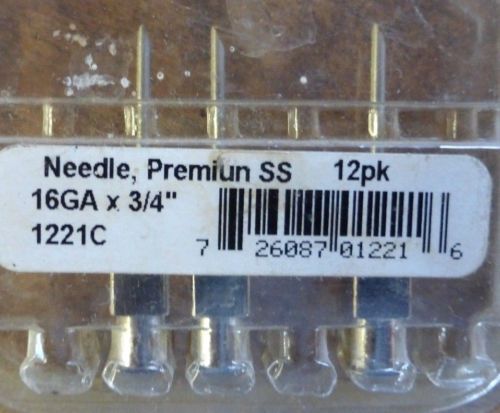 Needle, Premiun SS 12pk
16GA x 3/4"
1221C
7 26087 01221 6